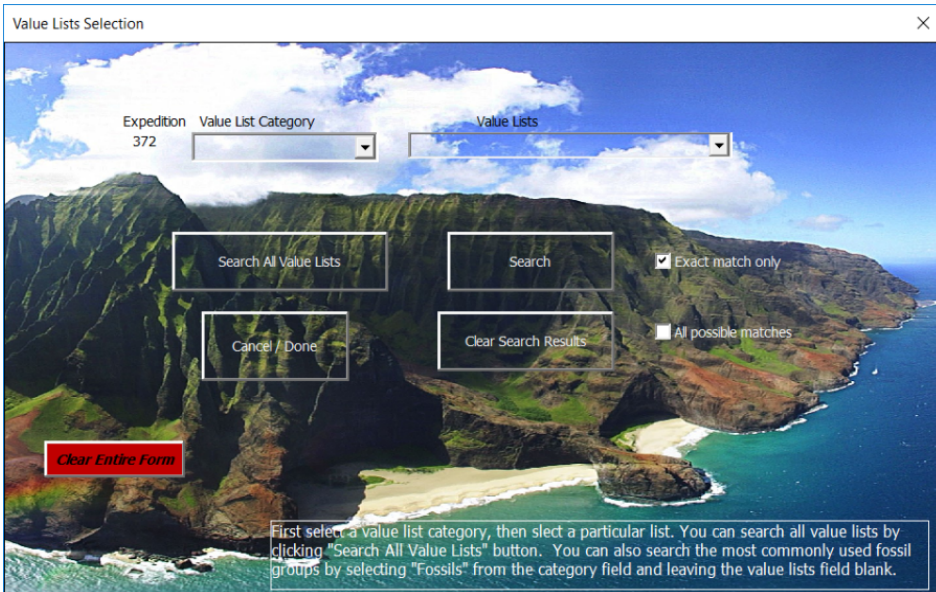 Value Lists Selection
Expedition Value List Category Value Lists
372
Search All Value Lists Search Exact match only
Cancel / Done Clear Search Results All possible matches
Clear Entire Form
First select a value list category, then slect a particular list. You can search all value lists by
clicking "Search All Value Lists" button. You can also search the most commonly used fossil
groups by selecting "Fossils" from the category field and leaving the value lists field blank.